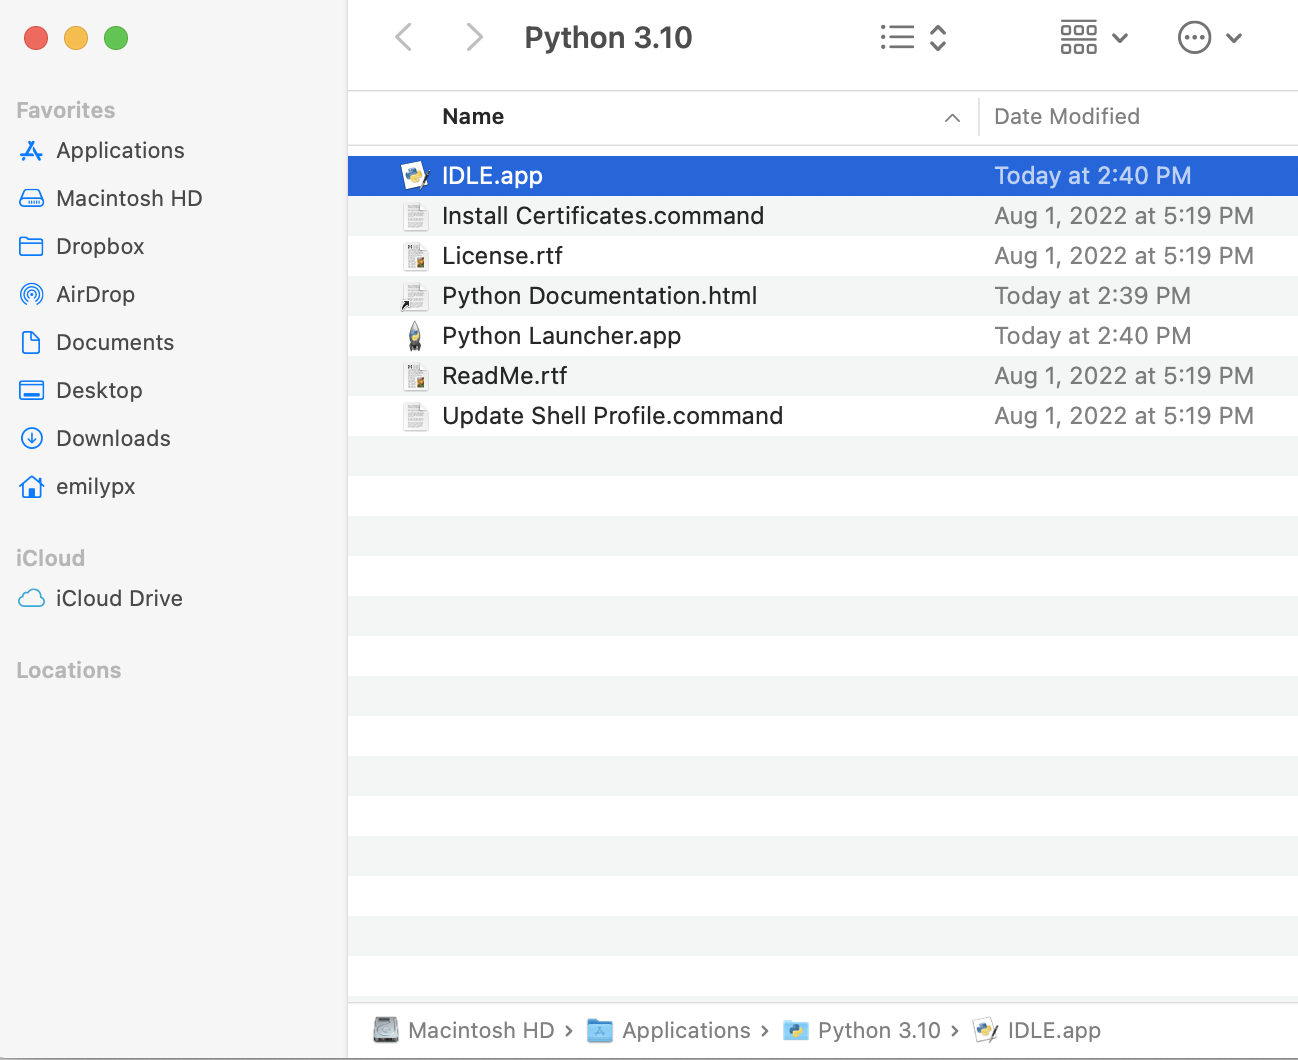 Python 3.10
Favorites
Applications
Macintosh HD
Dropbox
AirDrop
Documents
Desktop
Downloads
emilypx
iCloud
iCloud Drive
Locations
Name Date Modified
IDLE.app Today at 2:40 PM
Install Certificates.command Aug 1, 2022 at 5:19 PM
License.rtf Aug 1, 2022 at 5:19 PM
Python Documentation.html Today at 2:39 PM
Python Launcher.app Today at 2:40 PM
ReadMe.rtf Aug 1, 2022 at 5:19 PM
Update Shell Profile.command Aug 1, 2022 at 5:19 PM
Macintosh HD › Applications › Python 3.10 › IDLE.app